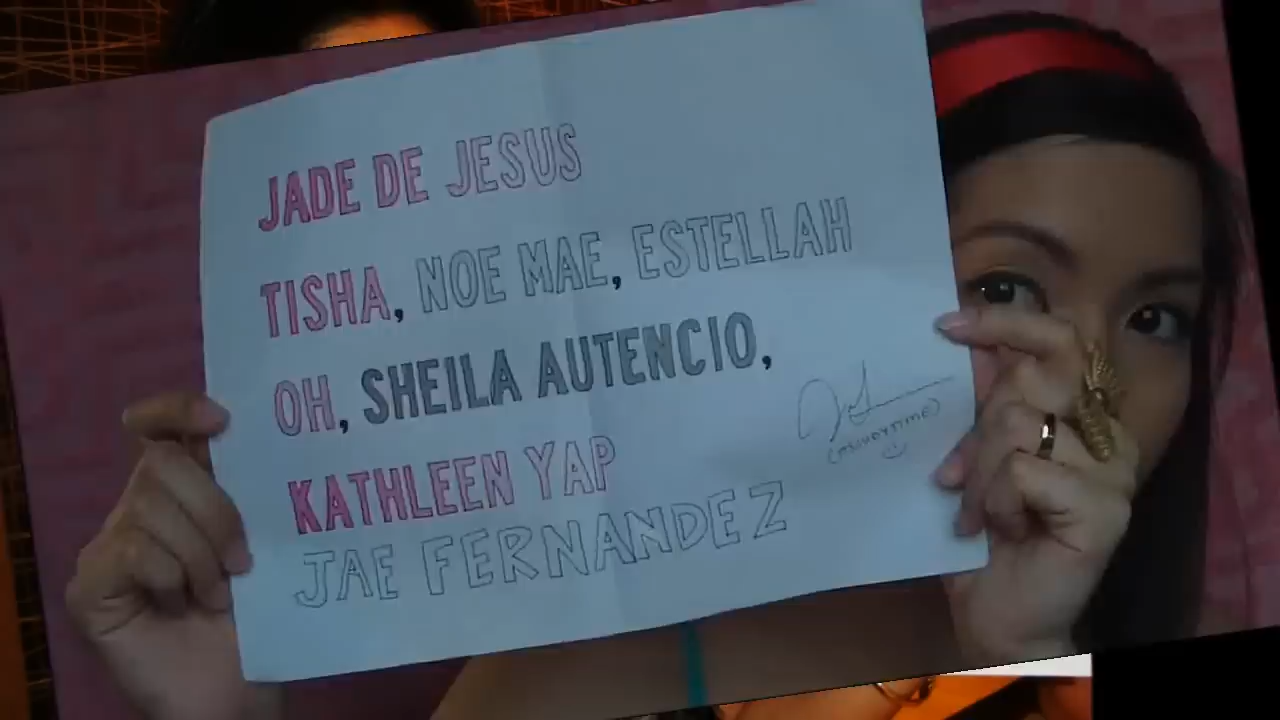 JADE DE JESUS
TISHA, NOE MAE, ESTELLAH
OH, SHEILA AUTENCIO,
KATHLEEN YAP
JAE FERNANDEZ